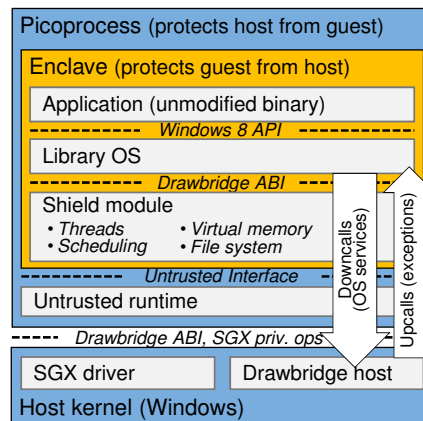 Picoprocess (protects host from guest)
Enclave (protects guest from host)
Application (unmodified binary)
Windows 8 API
Library OS
Drawbridge ABI
Shield module
• Threads • Virtual memory
• Scheduling • File system
Untrusted Interface
Untrusted runtime
Downcalls
(OS services)
Upcalls (exceptions)
Drawbridge ABI, SGX priv. ops
SGX driver Drawbridge host
Host kernel (Windows)